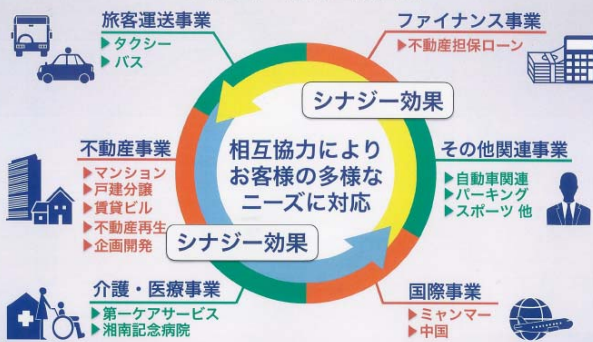 旅客運送事業
▶タクシー
▶バス
ファイナンス事業
▶不動産担保ローン
シナジー効果
不動産事業
▶マンション
▶戸建分譲
▶賃貸ビル
▶不動産再生
▶企画開発
相互協力により
お客様の多様な
ニーズに対応
その他関連事業
▶自動車関連
▶パーキング
▶スポーツ 他
シナジー効果
介護・医療事業
▶第一ケアサービス
▶湘南記念病院
国際事業
▶ミャンマー
▶中国